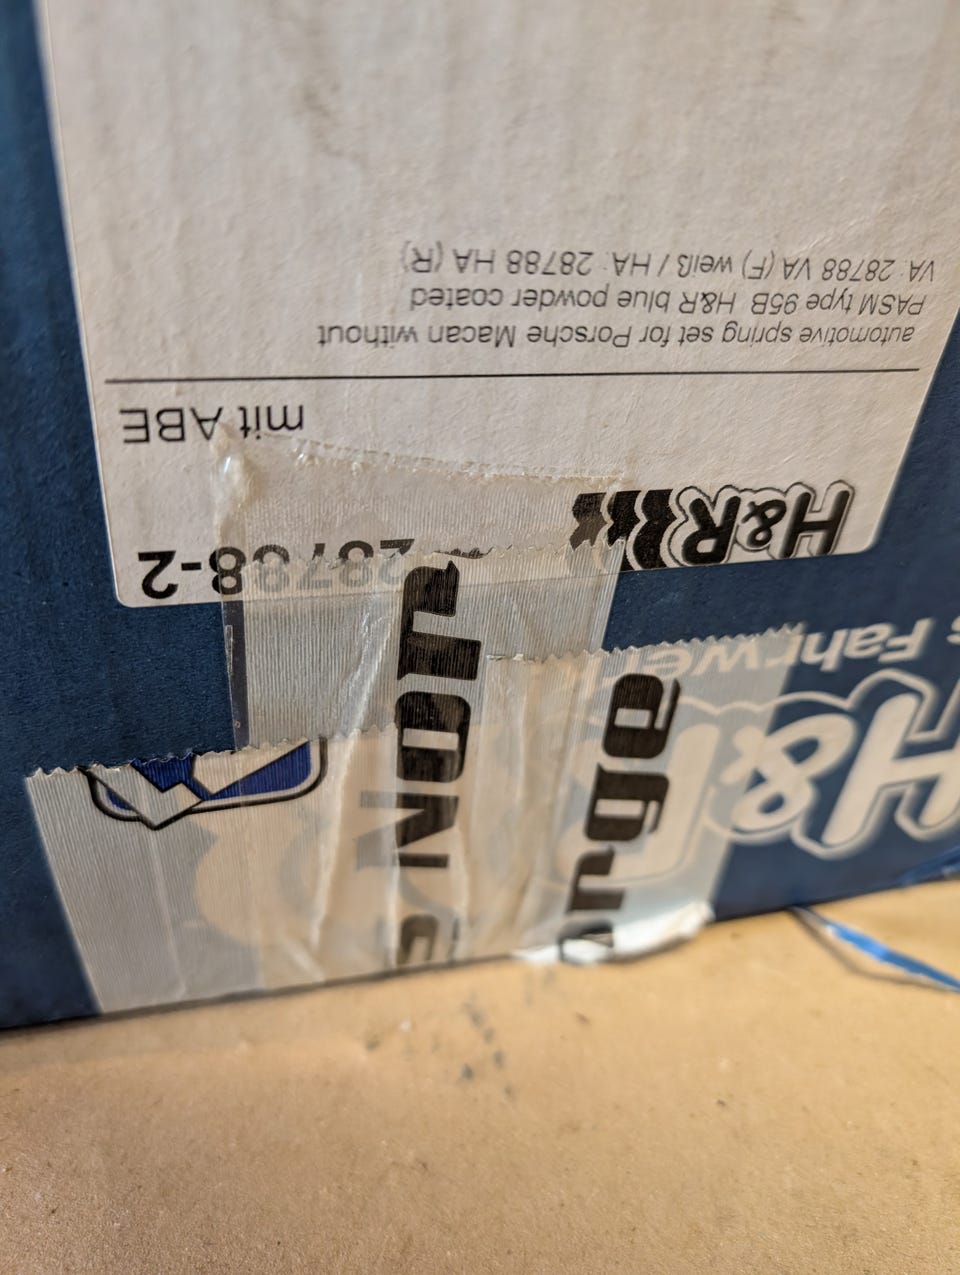 H&R
28788-2
mit ABE
automotive spring set for Porsche Macan without
PASM type 95B H&R blue powder coated
VA: 28788 VA (F) weiß / HA: 28788 HA (R)
H&R